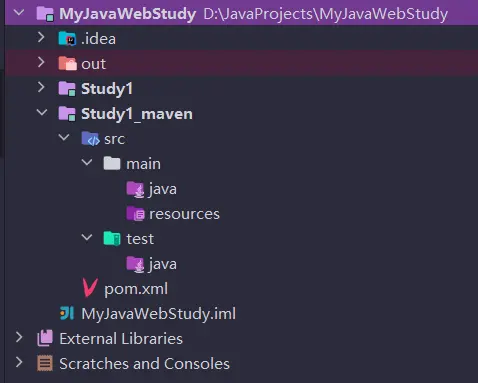 MyJavaWebStudy D:\JavaProjects\MyJavaWebStudy
.idea
out
Study1
Study1_maven
src
main
java
resources
test
java
pom.xml
MyJavaWebStudy.iml
External Libraries
Scratches and Consoles